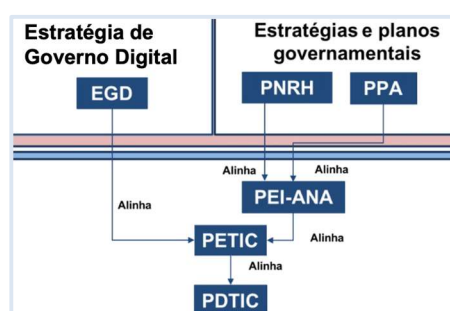 Estratégia de
Governo Digital
Estratégias e planos
governamentais
EGD
PNRH
PPA
Alinha
Alinha
PEI-ANA
Alinha
PETIC
Alinha
Alinha
PDTIC